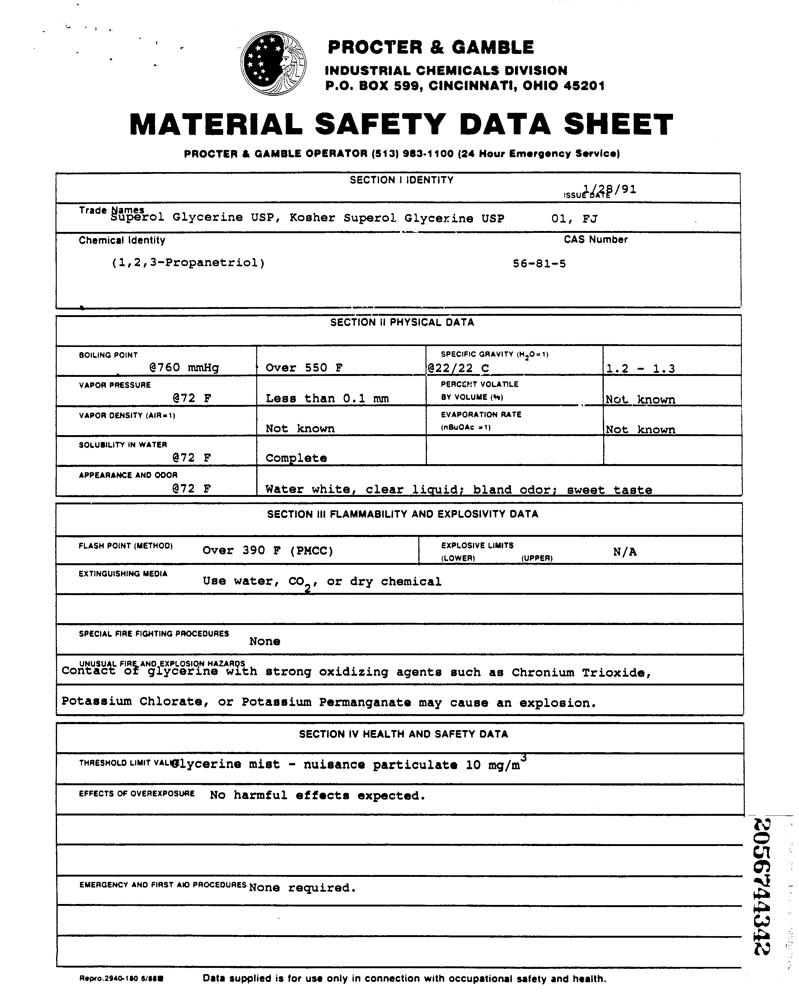 PROCTER & GAMBLE
INDUSTRIAL CHEMICALS DIVISION
P.O. BOX 599, CINCINNATI, OHIO 45201
MATERIAL SAFETY DATA SHEET
PROCTER & GAMBLE OPERATOR (513) 983-1100 (24 Hour Emergency Service)
SECTION I IDENTITY
ISSUE DATE 1/28/91
Trade Names
Superol Glycerine USP, Kosher Superol Glycerine USP 01, FJ
Chemical Identity CAS Number
(1,2,3-Propanetriol) 56-81-5
SECTION II PHYSICAL DATA
BOILING POINT SPECIFIC GRAVITY (H2O=1)
@760 mmHg Over 550 F @22/22 C 1.2 - 1.3
VAPOR PRESSURE PERCENT VOLATILE
@72 F Less than 0.1 mm BY VOLUME (%) Not known
VAPOR DENSITY (AIR=1) EVAPORATION RATE
Not known (nBuOAc =1) Not known
SOLUBILITY IN WATER
@72 F Complete
APPEARANCE AND ODOR
@72 F Water white, clear liquid; bland odor; sweet taste
SECTION III FLAMMABILITY AND EXPLOSIVITY DATA
FLASH POINT (METHOD) Over 390 F (PMCC) EXPLOSIVE LIMITS N/A
(LOWER) (UPPER)
EXTINGUISHING MEDIA
Use water, CO2, or dry chemical
SPECIAL FIRE FIGHTING PROCEDURES
None
UNUSUAL FIRE AND EXPLOSION HAZARDS
Contact of glycerine with strong oxidizing agents such as Chronium Trioxide,
Potassium Chlorate, or Potassium Permanganate may cause an explosion.
SECTION IV HEALTH AND SAFETY DATA
THRESHOLD LIMIT VALUE Glycerine mist - nuisance particulate 10 mg/m3
EFFECTS OF OVEREXPOSURE No harmful effects expected.
EMERGENCY AND FIRST AID PROCEDURES None required.
2056744342
Repro.2940-180 6/88 Data supplied is for use only in connection with occupational safety and health.